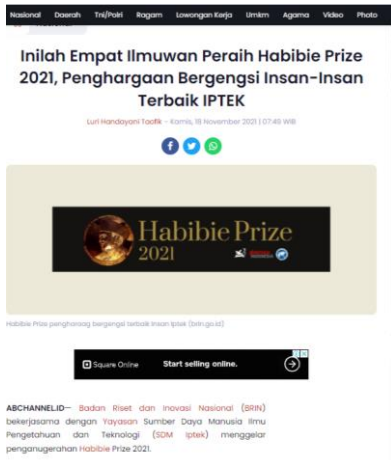 Nasional Daerah Tni/Polri Ragam Lowongan Kerja Umkm Agama Video Photo
Inilah Empat Ilmuwan Peraih Habibie Prize
2021, Penghargaan Bergengsi Insan-Insan
Terbaik IPTEK
Luri Handayani Taofik - Kamis, 18 November 2021 | 07:49 WIB
Habibie Prize
2021
Habibie Prize penghargag bergengsi terbaik insan Iptek (brin.go.id)
Square Online Start selling online.
ABCHANNEL.ID— Badan Riset dan Inovasi Nasional (BRIN)
bekerjasama dengan Yayasan Sumber Daya Manusia Ilmu
Pengetahuan dan Teknologi (SDM Iptek) menggelar
penganugerahan Habibie Prize 2021.